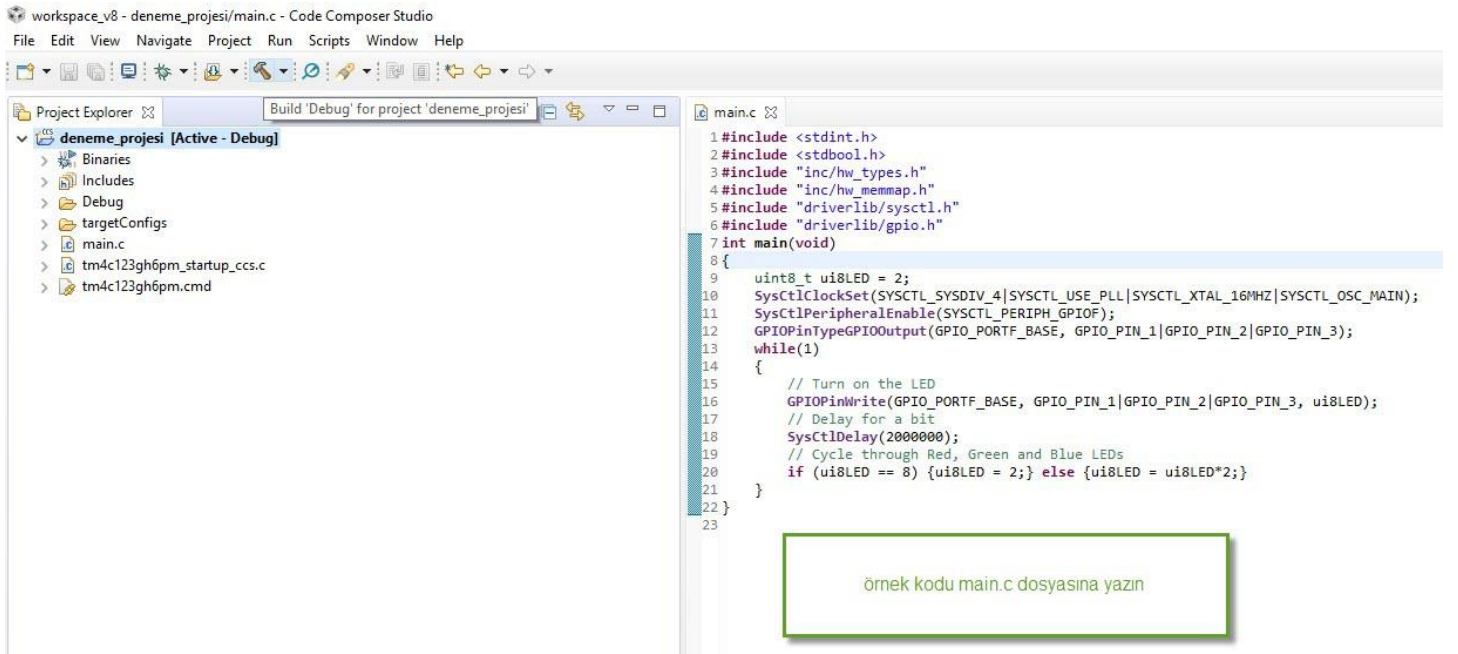 workspace_v8 - deneme_projesi/main.c - Code Composer Studio
File Edit View Navigate Project Run Scripts Window Help
Project Explorer
Build 'Debug' for project 'deneme_projesi'
deneme_projesi [Active - Debug]
Binaries
Includes
Debug
targetConfigs
main.c
tm4c123gh6pm_startup_ccs.c
tm4c123gh6pm.cmd
main.c
1 #include <stdint.h>
2 #include <stdbool.h>
3 #include "inc/hw_types.h"
4 #include "inc/hw_memmap.h"
5 #include "driverlib/sysctl.h"
6 #include "driverlib/gpio.h"
7 int main(void)
8 {
9     uint8_t ui8LED = 2;
10     SysCtlClockSet(SYSCTL_SYSDIV_4|SYSCTL_USE_PLL|SYSCTL_XTAL_16MHZ|SYSCTL_OSC_MAIN);
11     SysCtlPeripheralEnable(SYSCTL_PERIPH_GPIOF);
12     GPIOPinTypeGPIOOutput(GPIO_PORTF_BASE, GPIO_PIN_1|GPIO_PIN_2|GPIO_PIN_3);
13     while(1)
14     {
15         // Turn on the LED
16         GPIOPinWrite(GPIO_PORTF_BASE, GPIO_PIN_1|GPIO_PIN_2|GPIO_PIN_3, ui8LED);
17         // Delay for a bit
18         SysCtlDelay(2000000);
19         // Cycle through Red, Green and Blue LEDs
20         if (ui8LED == 8) {ui8LED = 2;} else {ui8LED = ui8LED*2;}
21     }
22 }
23
örnek kodu main.c dosyasına yazın